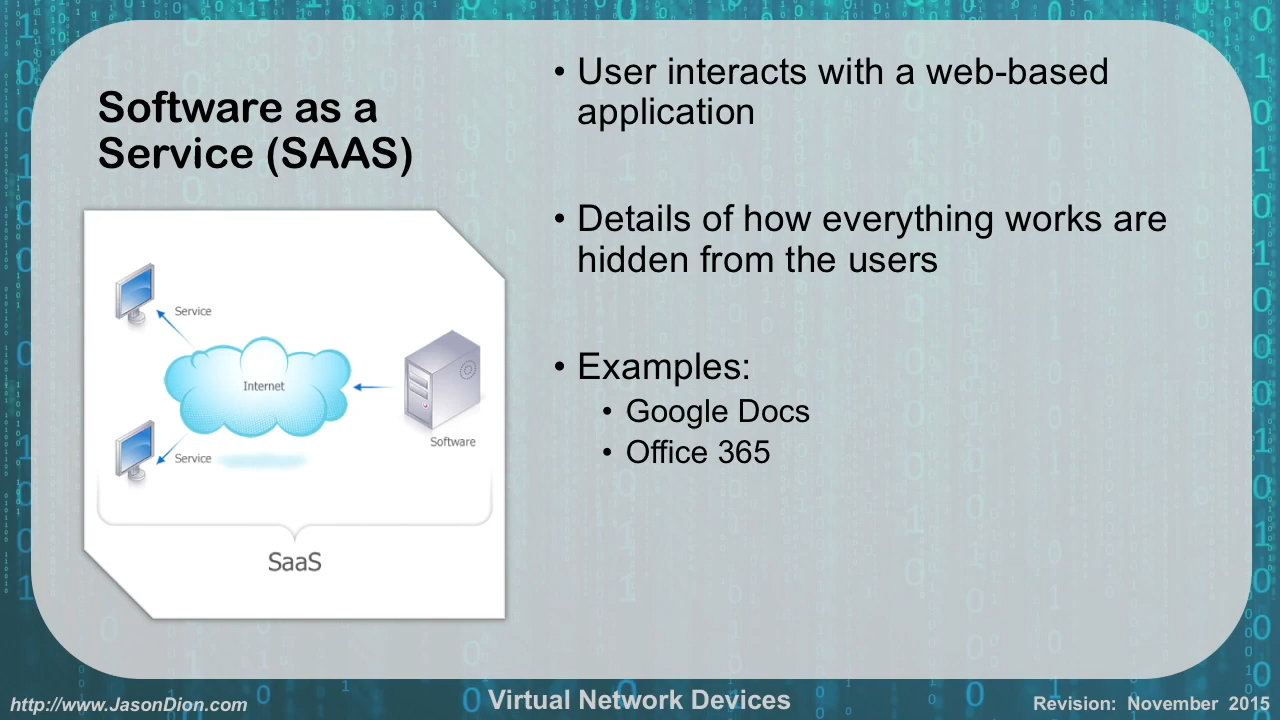 Software as a
Service (SAAS)
• User interacts with a web-based
application
• Details of how everything works are
hidden from the users
• Examples:
• Google Docs
• Office 365
Service
Internet
Software
Service
SaaS
http://www.JasonDion.com
Virtual Network Devices
Revision: November 2015